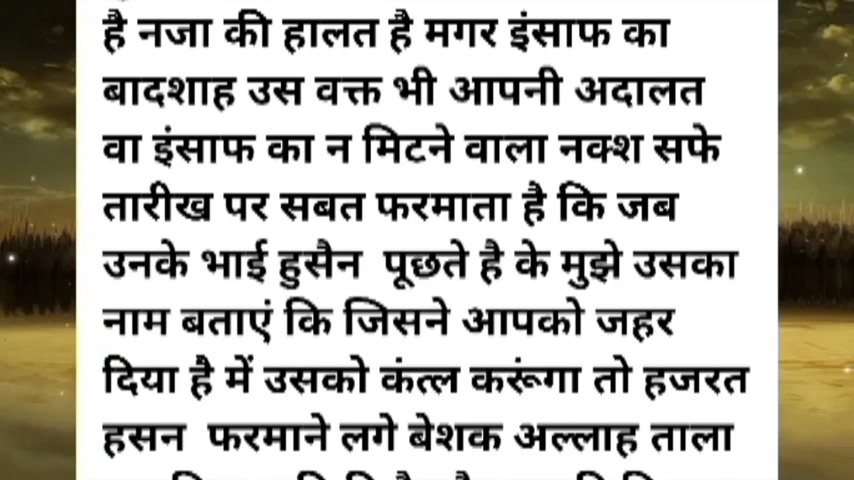 है नजा की हालत है मगर इंसाफ का
बादशाह उस वक्त भी आपनी अदालत
वा इंसाफ का न मिटने वाला नक्श सफे
तारीख पर सबत फरमाता है कि जब
उनके भाई हुसैन पूछते है के मुझे उसका
नाम बताएं कि जिसने आपको जहर
दिया है में उसको कंत्ल करूंगा तो हजरत
हसन फरमाने लगे बेशक अल्लाह ताला